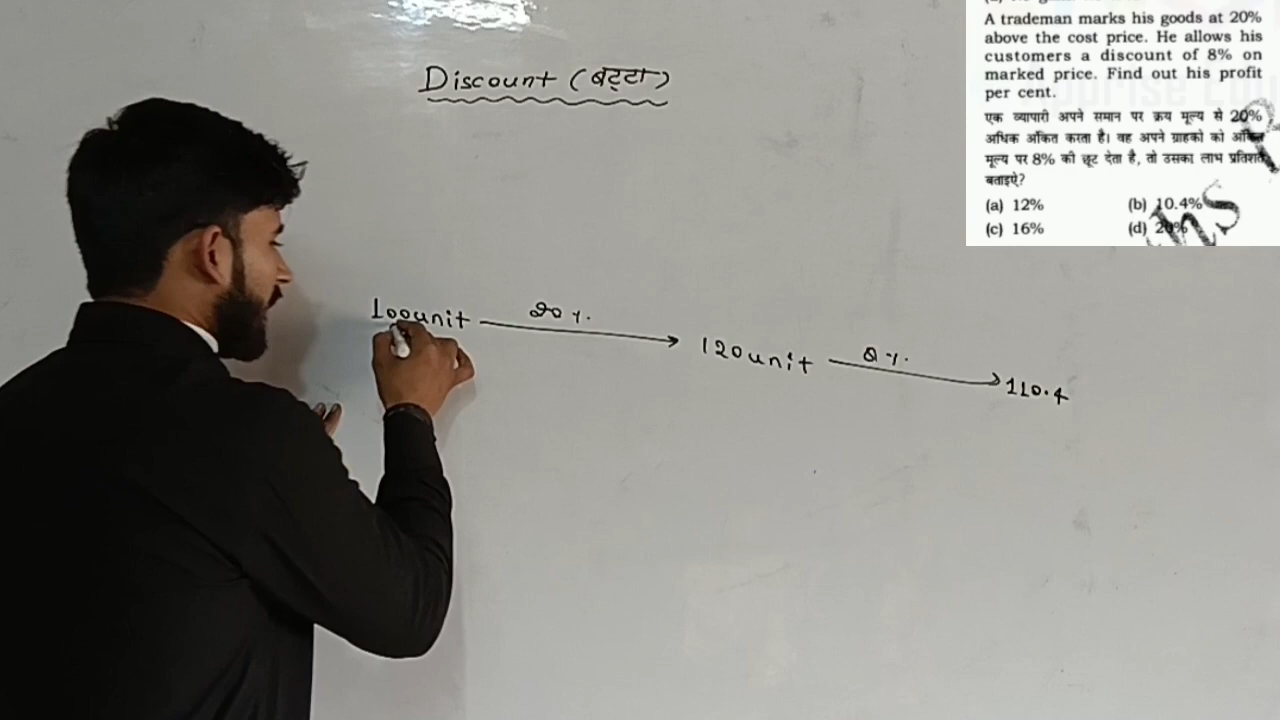 A trademan marks his goods at 20%
above the cost price. He allows his
customers a discount of 8% on
marked price. Find out his profit
per cent.
एक व्यापारी अपने समान पर क्रय मूल्य से 20%
अधिक अंकित करता है। वह अपने ग्राहकों को अंकित
मूल्य पर 8% की छूट देता है, तो उसका लाभ प्रतिशत
बताइऐ?
(a) 12% (b) 10.4%
(c) 16% (d) 20%
Discount (बट्टा)
100unit 20%. 120unit 8%. 110.4